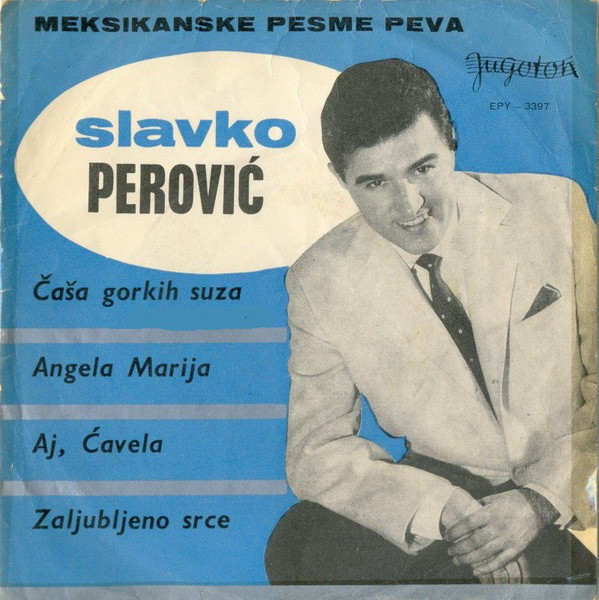 MEKSIKANSKE PESME PEVA
Jugoton
EPY – 3397
slavko
PEROVIĆ
Čaša gorkih suza
Angela Marija
Aj, Ćavela
Zaljubljeno srce